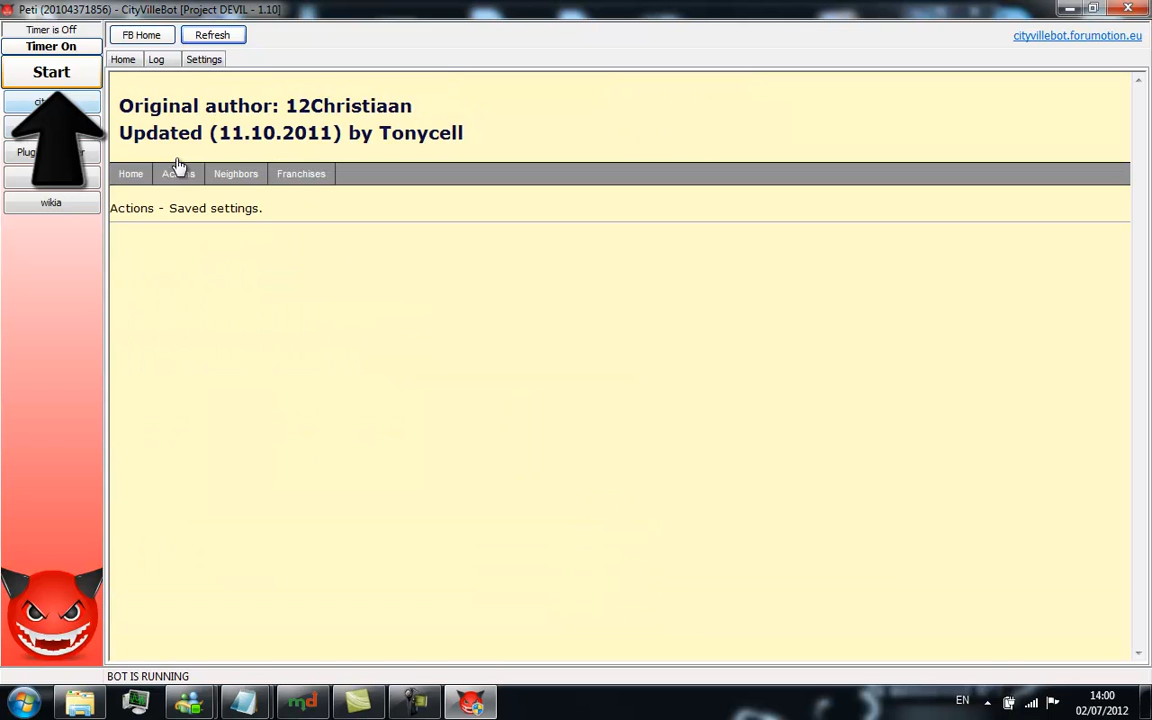 Peti (20104371856) - CityVilleBot [Project DEVIL - 1.10]
Timer is Off
Timer On
Start
wikia
FB Home
Refresh
cityvillebot.forumotion.eu
Home
Log
Settings
Original author: 12Christiaan
Updated (11.10.2011) by Tonycell
Home
Neighbors
Franchises
Actions - Saved settings.
BOT IS RUNNING
md
EN
14:00
02/07/2012